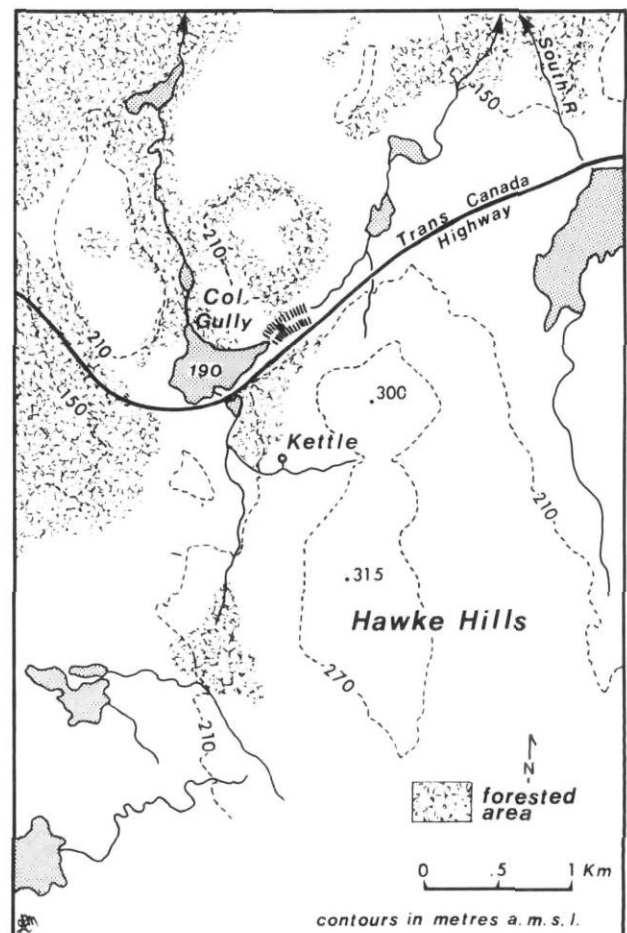 150
South R
Trans Canada
Highway
210
Col
Gully
210
190
150
.300
Kettle
210
.315
Hawke Hills
270
210
N
forested
area
0 .5 1 Km
contours in metres a.m.s.l.